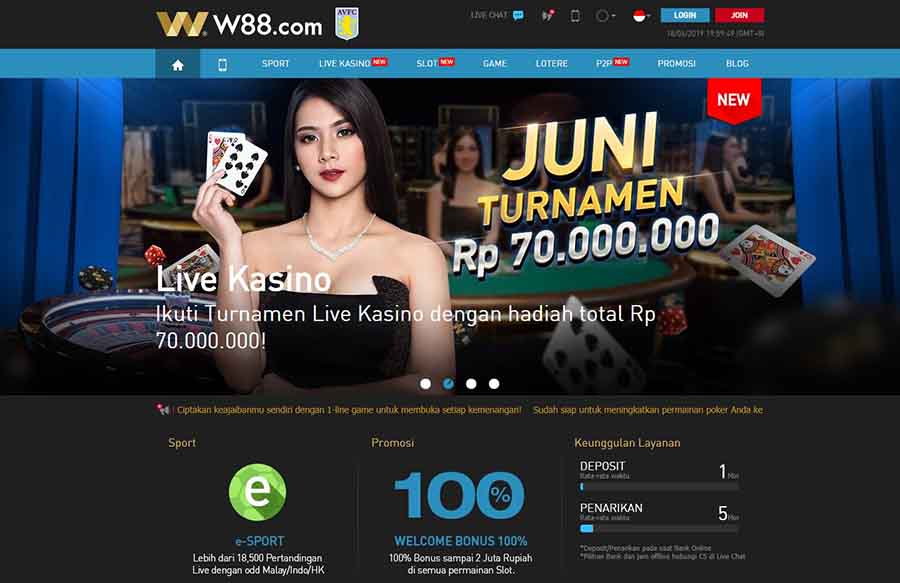 W88.com
AVFC
LIVE CHAT
LOGIN
JOIN
18/06/2019 19:59:49 (GMT+8)
SPORT
LIVE KASINO NEW
SLOT NEW
GAME
LOTERE
P2P NEW
PROMOSI
BLOG
NEW
JUNI
TURNAMEN
Rp 70.000.000
Live Kasino
Ikuti Turnamen Live Kasino dengan hadiah total Rp
70.000.000!
Ciptakan keajaibanmu sendiri dengan 1-line game untuk membuka setiap kemenangan! Sudah siap untuk meningkatkan permainan poker Anda ke
Sport
e
e-SPORT
Lebih dari 18,500 Pertandingan
Live dengan odd Malay/Indo/HK
Promosi
100%
WELCOME BONUS 100%
100% Bonus sampai 2 Juta Rupiah
di semua permainan Slot.
Keunggulan Layanan
DEPOSIT
Rata-rata waktu
1 Min
PENARIKAN
Rata-rata waktu
5 Min
*Deposit/Penarikan pada saat Bank Online
*Pilihan Bank dan jam offline hubungi CS di Live Chat